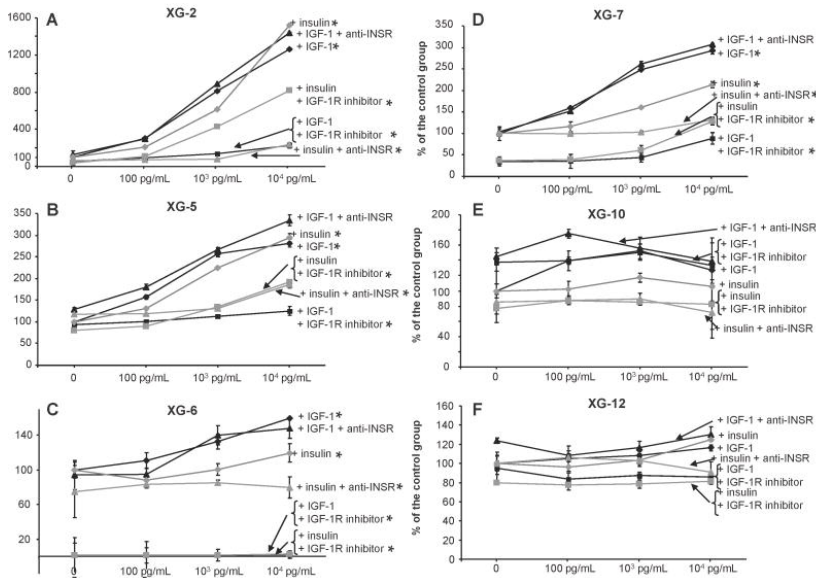 A
XG-2
1600
1200
800
400
100
0
100 pg/mL
10³ pg/mL
10⁴ pg/mL
+ insulin*
+ IGF-1 + anti-INSR
+ IGF-1*
+ insulin
+ IGF-1R inhibitor *
+ IGF-1
+ IGF-1R inhibitor *
+ insulin + anti-INSR *
B
XG-5
350
300
250
200
150
100
50
0
0
100 pg/mL
10³ pg/mL
10⁴ pg/mL
+ IGF-1 + anti-INSR
+ insulin *
+ IGF-1*
+ insulin
+ IGF-1R inhibitor *
+ insulin + anti-INSR *
+ IGF-1
+ IGF-1R inhibitor *
C
XG-6
140
100
60
20
0
100 pg/mL
10³ pg/mL
10⁴ pg/mL
+ IGF-1*
+ IGF-1 + anti-INSR
+ insulin *
+ insulin + anti-INSR*
+ IGF-1
+ IGF-1R inhibitor *
+ insulin
+ IGF-1R inhibitor *
D
XG-7
% of the control group
350
300
250
200
150
100
50
0
0
100 pg/mL
10³ pg/mL
10⁴ pg/mL
+ IGF-1 + anti-INSR
+ IGF-1*
+ insulin*
+ insulin + anti-INSR*
+ insulin
+ IGF-1R inhibitor *
+ IGF-1
+ IGF-1R inhibitor *
E
XG-10
% of the control group
200
160
120
80
40
0
0
100 pg/mL
10³ pg/mL
10⁴ pg/mL
+ IGF-1 + anti-INSR
+ IGF-1
+ IGF-1R inhibitor
+ IGF-1
+ insulin
+ insulin
+ IGF-1R inhibitor
+ insulin + anti-INSR
F
XG-12
% of the control group
160
140
120
100
80
60
40
20
0
0
100 pg/mL
10³ pg/mL
10⁴ pg/mL
+ IGF-1 + anti-INSR
+ insulin
+ IGF-1
+ insulin + anti-INSR
+ IGF-1
+ IGF-1R inhibitor
+ insulin
+ IGF-1R inhibitor